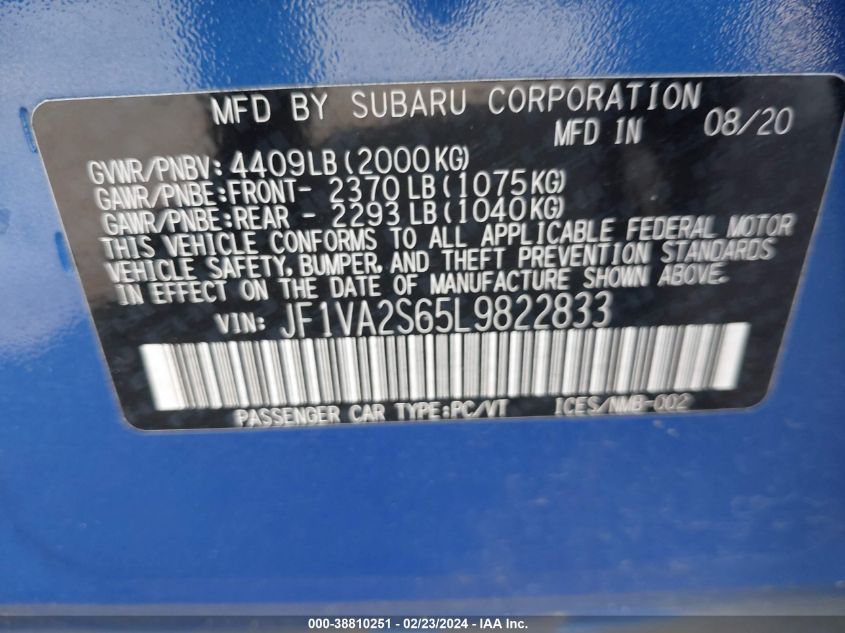 MFD BY SUBARU CORPORATION
MFD IN 08/20
GVWR/PNBV: 4409LB(2000KG)
GAWR/PNBE:FRONT- 2370LB(1075KG)
GAWR/PNBE:REAR - 2293LB(1040KG)
THIS VEHICLE CONFORMS TO ALL APPLICABLE FEDERAL MOTOR
VEHICLE SAFETY, BUMPER, AND THEFT PREVENTION STANDARDS
IN EFFECT ON THE DATE OF MANUFACTURE SHOWN ABOVE.
VIN: JF1VA2S65L9822833
PASSENGER CAR TYPE:PC/VT ICES/NMB-002
000-38810251 - 02/23/2024 - IAA Inc.